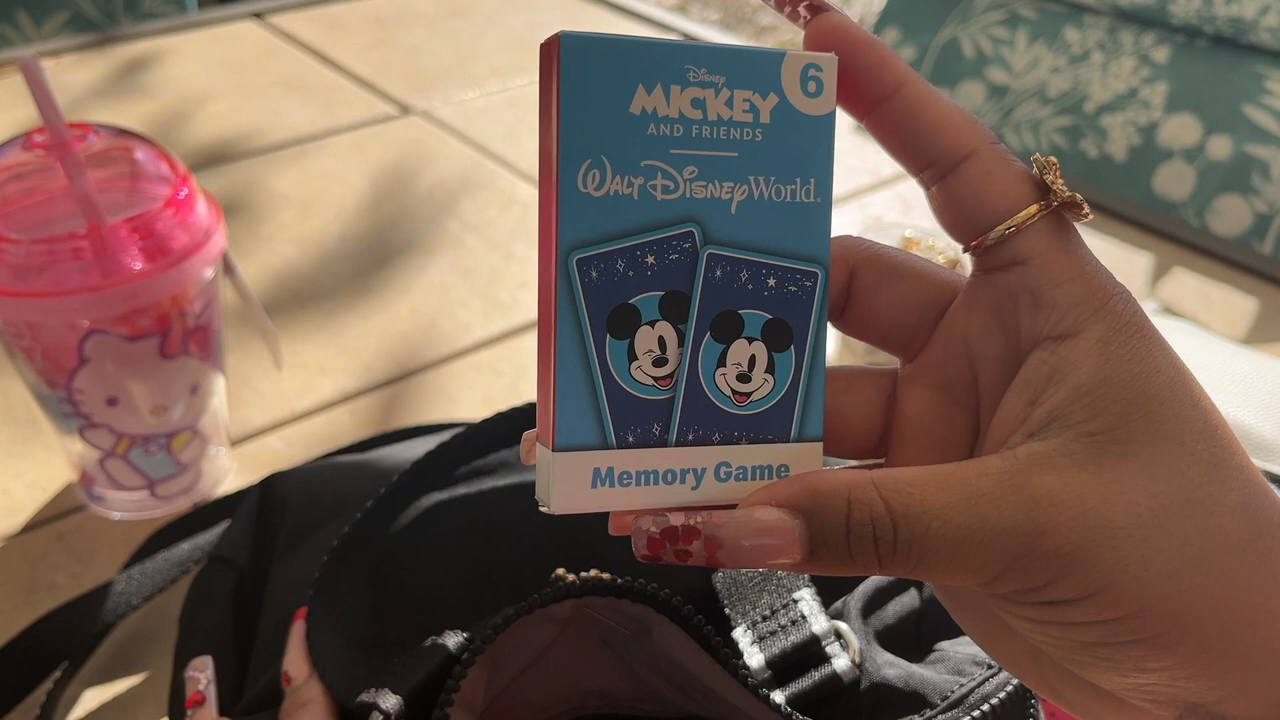 Disney
MICKEY
AND FRIENDS
6
WALT DISNEY World.
Memory Game